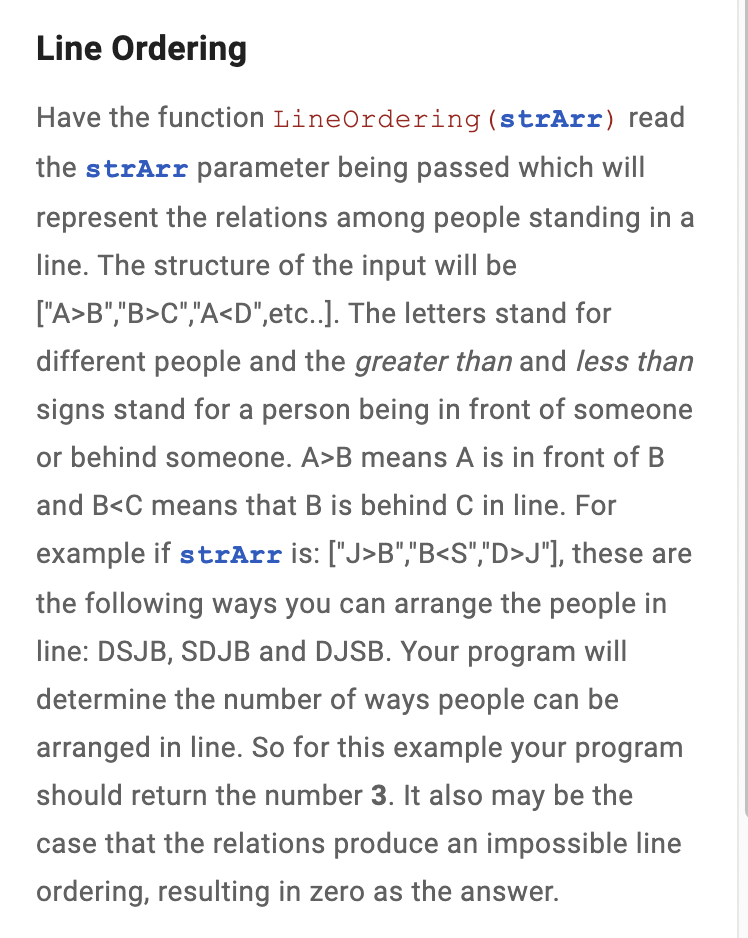 Line Ordering
Have the function LineOrdering(strArr) read
the strArr parameter being passed which will
represent the relations among people standing in a
line. The structure of the input will be
["A>B","B>C","A<D",etc..]. The letters stand for
different people and the greater than and less than
signs stand for a person being in front of someone
or behind someone. A>B means A is in front of B
and B<C means that B is behind C in line. For
example if strArr is: ["J>B","B<S","D>J"], these are
the following ways you can arrange the people in
line: DSJB, SDJB and DJSB. Your program will
determine the number of ways people can be
arranged in line. So for this example your program
should return the number 3. It also may be the
case that the relations produce an impossible line
ordering, resulting in zero as the answer.